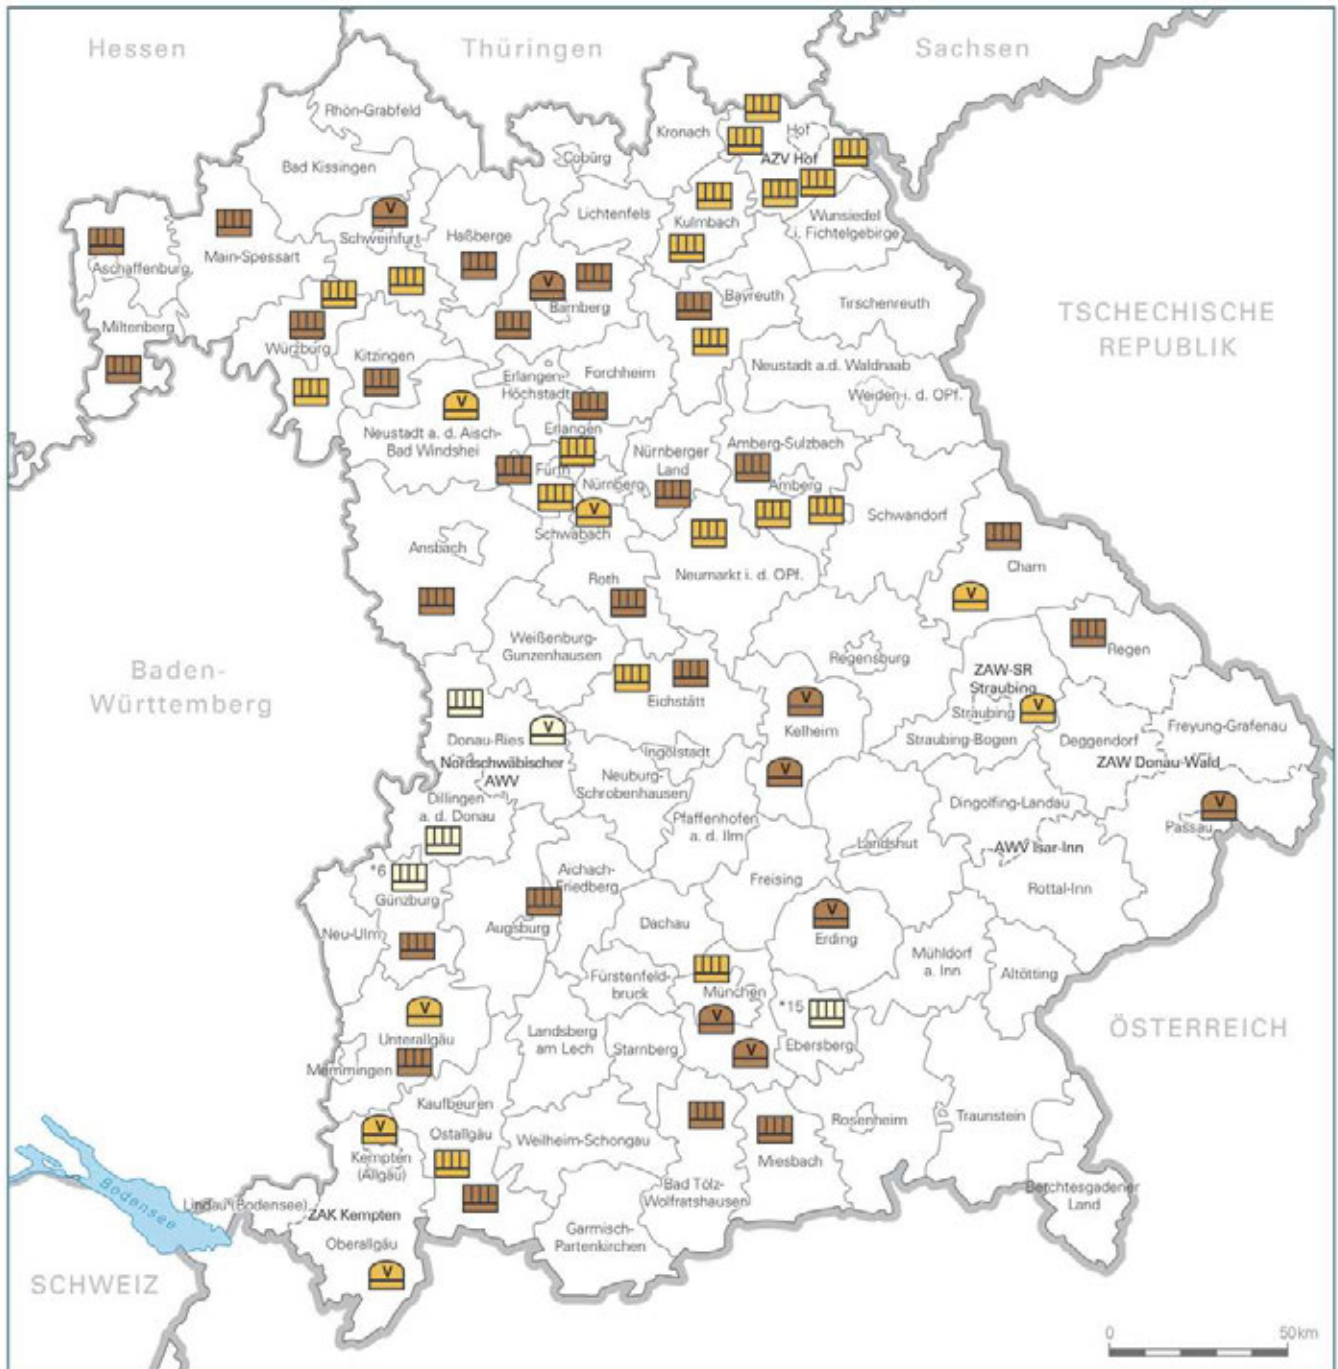 Hessen
Thüringen
Sachsen
Rhön-Grabfeld
Kronach
Hof
AZV Hof
Coburg
Bad Kissingen
V
Schweinfurt
Haßberge
Lichtenfels
Kulmbach
Wunsiedel
i. Fichtelgebirge
Main-Spessart
Aschaffenburg
V
Bamberg
Bayreuth
Tirschenreuth
TSCHECHISCHE
REPUBLIK
Miltenberg
Würzburg
Kitzingen
Erlangen-
Höchstadt
Forchheim
Neustadt a.d. Waldnaab
Weiden i. d. OPf.
V
Neustadt a. d. Aisch-
Bad Windshei
Erlangen
Fürth
Nürnberg
Nürnberger
Land
Amberg-Sulzbach
Amberg
Schwandorf
V
Schwabach
Ansbach
Roth
Neumarkt i. d. OPf.
Cham
V
Weißenburg-
Gunzenhausen
Regensburg
Regen
Baden-
Württemberg
Eichstätt
V
Kelheim
ZAW-SR
Straubing
Straubing
V
Straubing-Bogen
Deggendorf
Freyung-Grafenau
ZAW Donau-Wald
V
Donau-Ries
Nordschwäbischer
AWV
Ingolstadt
Neuburg-
Schrobenhausen
V
Dillingen
a. d. Donau
Pfaffenhofen
a. d. Ilm
Dingolfing-Landau
V
Passau
Landshut
AWV Isar-Inn
Rottal-Inn
*6
Günzburg
Aichach-
Friedberg
Freising
Neu-Ulm
Augsburg
Dachau
V
Erding
Mühldorf
a. Inn
Altötting
Fürstenfeld-
bruck
München
*15
Ebersberg
V
Unterallgäu
Landsberg
am Lech
Starnberg
V
V
ÖSTERREICH
Memmingen
Kaufbeuren
Ostallgäu
Weilheim-Schongau
Miesbach
Rosenheim
Traunstein
V
Kempten
(Allgäu)
Bad Tölz-
Wolfratshausen
Berchtesgadener
Land
Bodensee
Lindau (Bodensee)
ZAK Kempten
Oberallgäu
Garmisch-
Partenkirchen
V
SCHWEIZ
0
50km